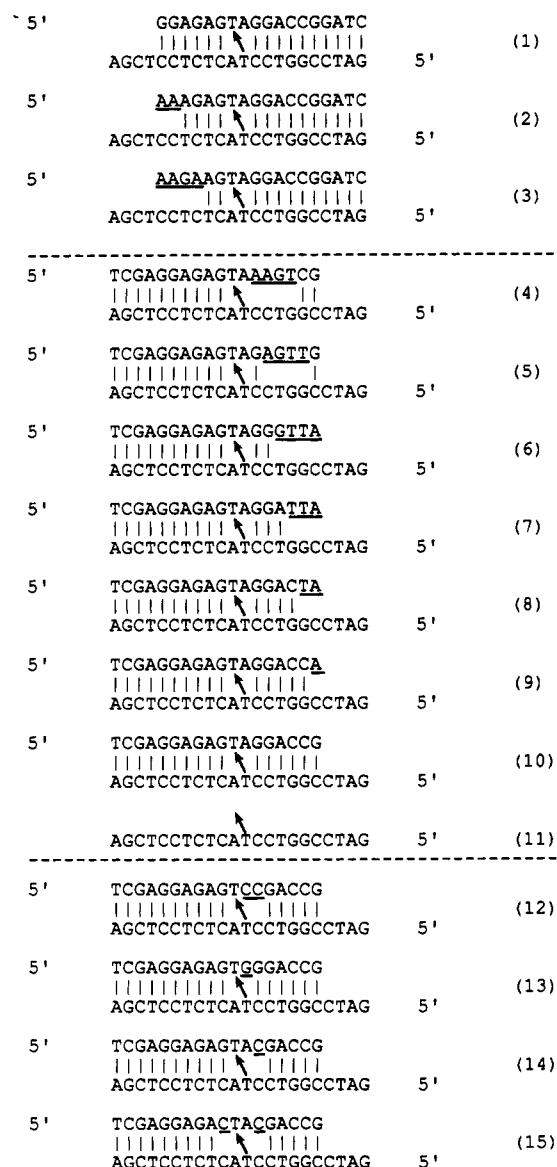 5' GGAGAGTAGGACCGGATC
AGCTCCTCTCATCCTGGCCTAG 5' (1)
5' AAAGAGTAGGACCGGATC
AGCTCCTCTCATCCTGGCCTAG 5' (2)
5' AAGAAGTAGGACCGGATC
AGCTCCTCTCATCCTGGCCTAG 5' (3)
5' TCGAGGAGAGTAAAGTCG
AGCTCCTCTCATCCTGGCCTAG 5' (4)
5' TCGAGGAGAGTAGAGTTG
AGCTCCTCTCATCCTGGCCTAG 5' (5)
5' TCGAGGAGAGTAGGGTTA
AGCTCCTCTCATCCTGGCCTAG 5' (6)
5' TCGAGGAGAGTAGGATTA
AGCTCCTCTCATCCTGGCCTAG 5' (7)
5' TCGAGGAGAGTAGGACTA
AGCTCCTCTCATCCTGGCCTAG 5' (8)
5' TCGAGGAGAGTAGGACCA
AGCTCCTCTCATCCTGGCCTAG 5' (9)
5' TCGAGGAGAGTAGGACCG
AGCTCCTCTCATCCTGGCCTAG 5' (10)
AGCTCCTCTCATCCTGGCCTAG 5' (11)
5' TCGAGGAGAGTCCGACCG
AGCTCCTCTCATCCTGGCCTAG 5' (12)
5' TCGAGGAGAGTGGGACCG
AGCTCCTCTCATCCTGGCCTAG 5' (13)
5' TCGAGGAGAGTACGACCG
AGCTCCTCTCATCCTGGCCTAG 5' (14)
5' TCGAGGAGACTACGACCG
AGCTCCTCTCATCCTGGCCTAG 5' (15)